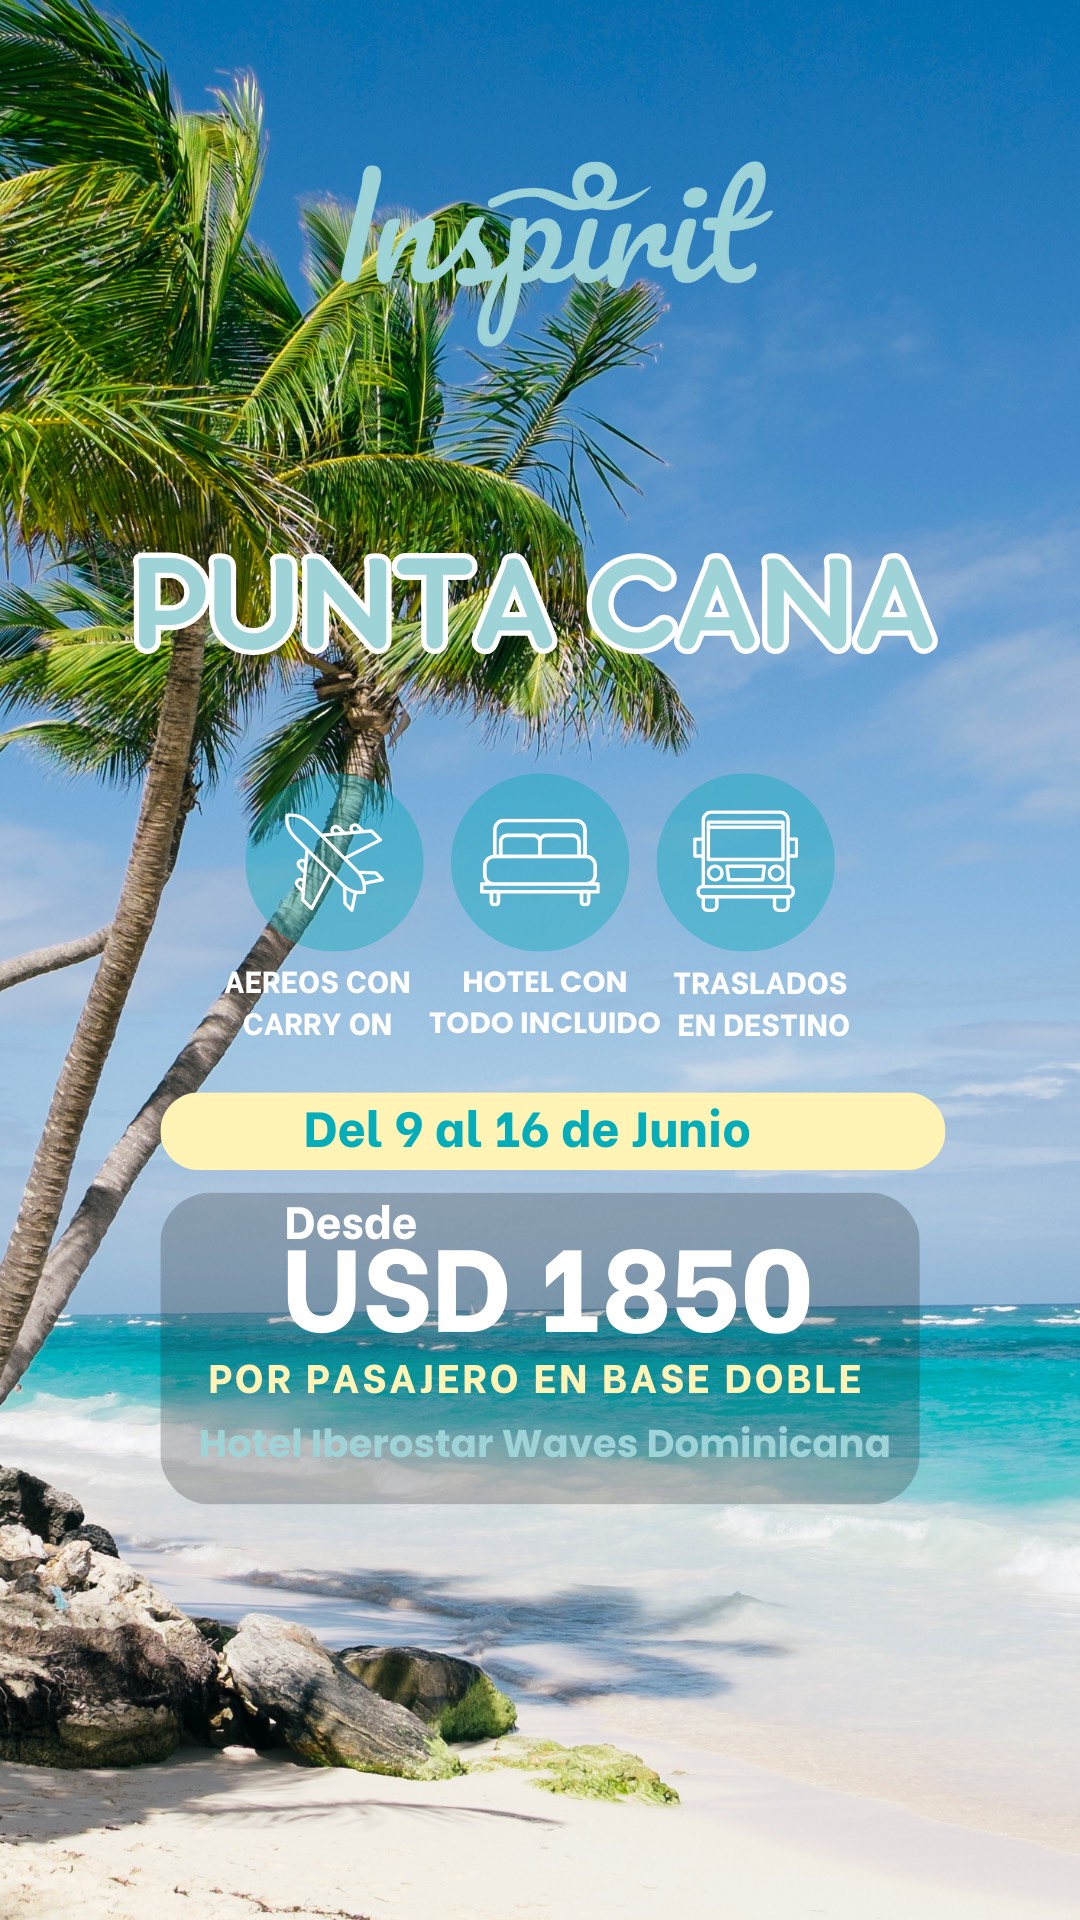 Inspirit
PUNTA CANA
AEREOS CON
CARRY ON
HOTEL CON
TODO INCLUIDO
TRASLADOS
EN DESTINO
Del 9 al 16 de Junio
Desde
USD 1850
POR PASAJERO EN BASE DOBLE
Hotel Iberostar Waves Dominicana